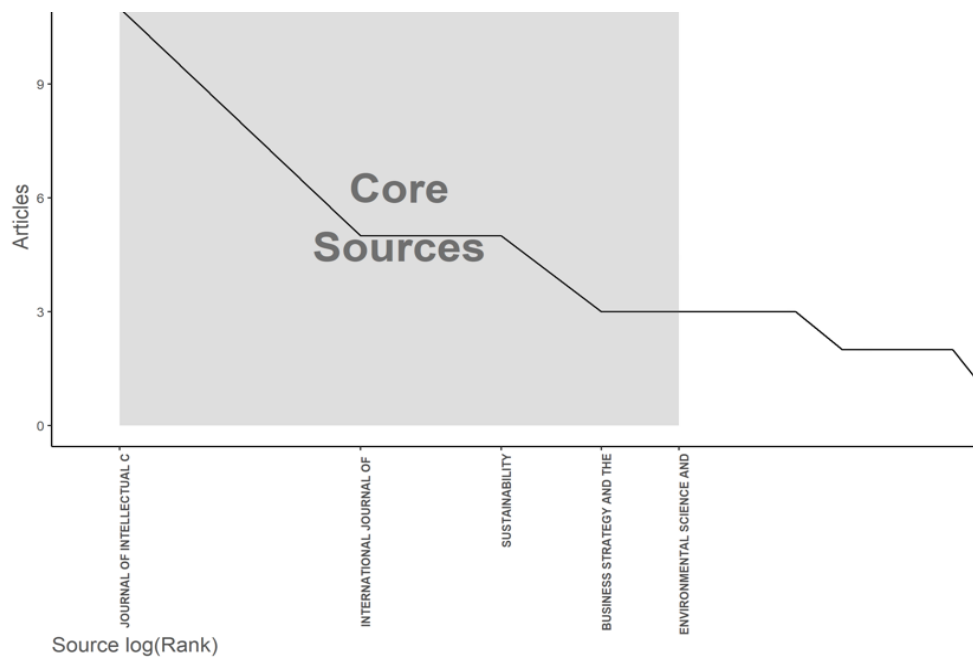 9
6
3
0
Articles
Core
Sources
JOURNAL OF INTELLECTUAL C
INTERNATIONAL JOURNAL OF
SUSTAINABILITY
BUSINESS STRATEGY AND THE
ENVIRONMENTAL SCIENCE AND
Source log(Rank)